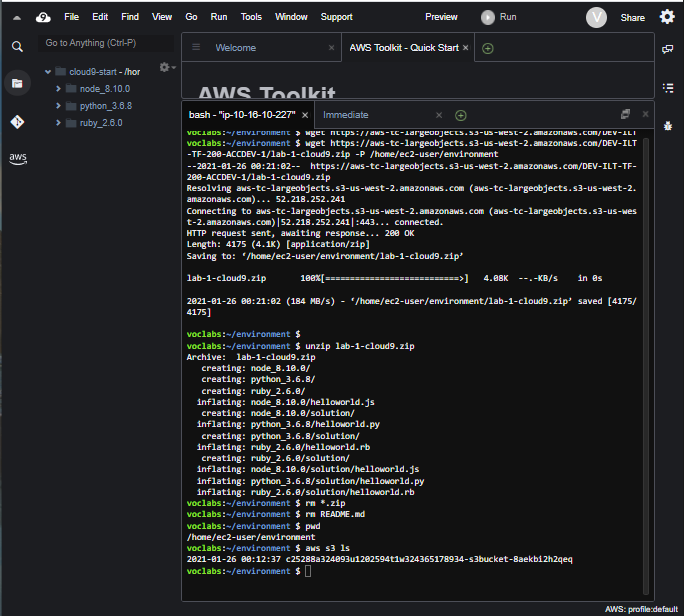 File Edit Find View Go Run Tools Window Support Preview Run V Share
Go to Anything (Ctrl-P)
Welcome
AWS Toolkit - Quick Start
cloud9-start - /hor
node_8.10.0
python_3.6.8
ruby_2.6.0
aws
AWS Toolkit
bash - "ip-10-16-10-227"
Immediate
voclabs:~/environment $ wget https://aws-tc-largeobjects.s3-us-west-2.amazonaws.com/DEV-ILT
voclabs:~/environment $ wget https://aws-tc-largeobjects.s3-us-west-2.amazonaws.com/DEV-ILT
-TF-200-ACCDEV-1/lab-1-cloud9.zip -P /home/ec2-user/environment
--2021-01-26 00:21:02--  https://aws-tc-largeobjects.s3-us-west-2.amazonaws.com/DEV-ILT-TF-
200-ACCDEV-1/lab-1-cloud9.zip
Resolving aws-tc-largeobjects.s3-us-west-2.amazonaws.com (aws-tc-largeobjects.s3-us-west-2.
amazonaws.com)... 52.218.252.241
Connecting to aws-tc-largeobjects.s3-us-west-2.amazonaws.com (aws-tc-largeobjects.s3-us-wes
t-2.amazonaws.com)|52.218.252.241|:443... connected.
HTTP request sent, awaiting response... 200 OK
Length: 4175 (4.1K) [application/zip]
Saving to: ‘/home/ec2-user/environment/lab-1-cloud9.zip’
lab-1-cloud9.zip 100%[===========================>] 4.08K --.-KB/s in 0s
2021-01-26 00:21:02 (184 MB/s) - ‘/home/ec2-user/environment/lab-1-cloud9.zip’ saved [4175/
4175]
voclabs:~/environment $
voclabs:~/environment $ unzip lab-1-cloud9.zip
Archive:  lab-1-cloud9.zip
creating: node_8.10.0/
creating: python_3.6.8/
creating: ruby_2.6.0/
inflating: node_8.10.0/helloworld.js
creating: node_8.10.0/solution/
inflating: python_3.6.8/helloworld.py
creating: python_3.6.8/solution/
inflating: ruby_2.6.0/helloworld.rb
creating: ruby_2.6.0/solution/
inflating: node_8.10.0/solution/helloworld.js
inflating: python_3.6.8/solution/helloworld.py
inflating: ruby_2.6.0/solution/helloworld.rb
voclabs:~/environment $ rm *.zip
voclabs:~/environment $ rm README.md
voclabs:~/environment $ pwd
/home/ec2-user/environment
voclabs:~/environment $ aws s3 ls
2021-01-26 00:12:37 c25288a324093u1202594t1w324365178934-s3bucket-8aekbi2h2qeq
voclabs:~/environment $
AWS: profile:default